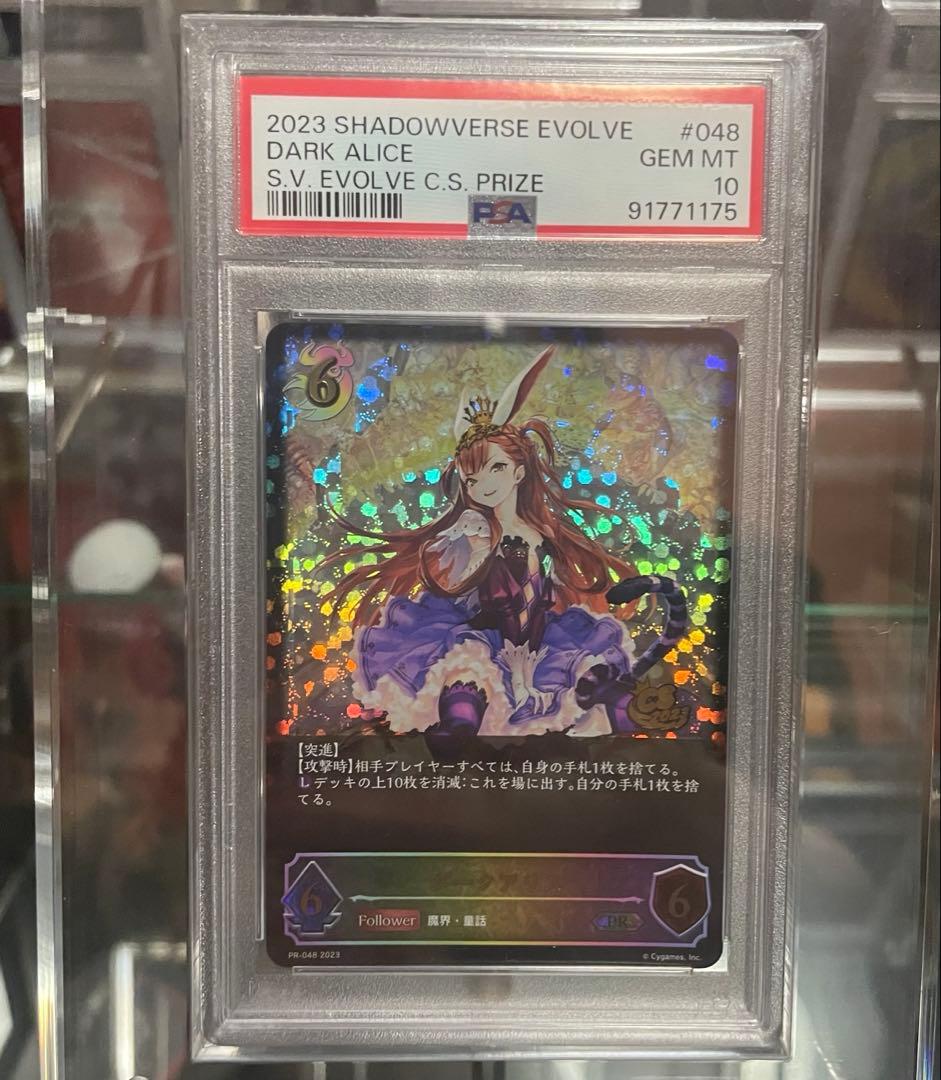 2023 SHADOWVERSE EVOLVE #048
DARK ALICE GEM MT
S.V. EVOLVE C.S. PRIZE 10
PSA 91771175
6
【突進】
【攻撃時】相手プレイヤーすべては、自身の手札1枚を捨てる。
デッキの上10枚を消滅：これを場に出す。自分の手札1枚を捨
てる。
6 6
Follower 魔界・童話 PR
PR-048 2023 © Cygames, Inc.